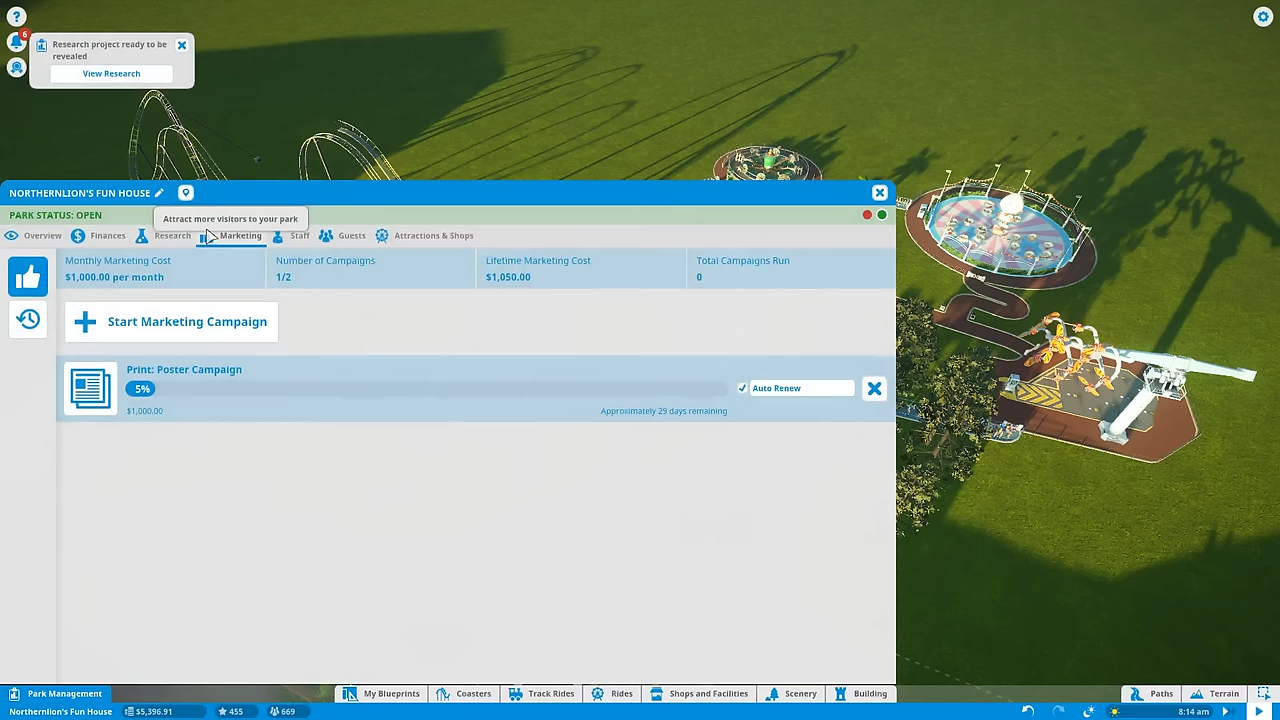 ?
6
Research project ready to be
revealed
View Research
NORTHERNLION'S FUN HOUSE
PARK STATUS: OPEN
Attract more visitors to your park
Overview
Finances
Research
Marketing
Staff
Guests
Attractions & Shops
Monthly Marketing Cost
$1,000.00 per month
Number of Campaigns
1/2
Lifetime Marketing Cost
$1,050.00
Total Campaigns Run
0
Start Marketing Campaign
Print: Poster Campaign
5%
Auto Renew
$1,000.00
Approximately 29 days remaining
Park Management
My Blueprints
Coasters
Track Rides
Rides
Shops and Facilities
Scenery
Building
Paths
Terrain
Northernlion's Fun House
$5,396.91
455
669
8:14 am